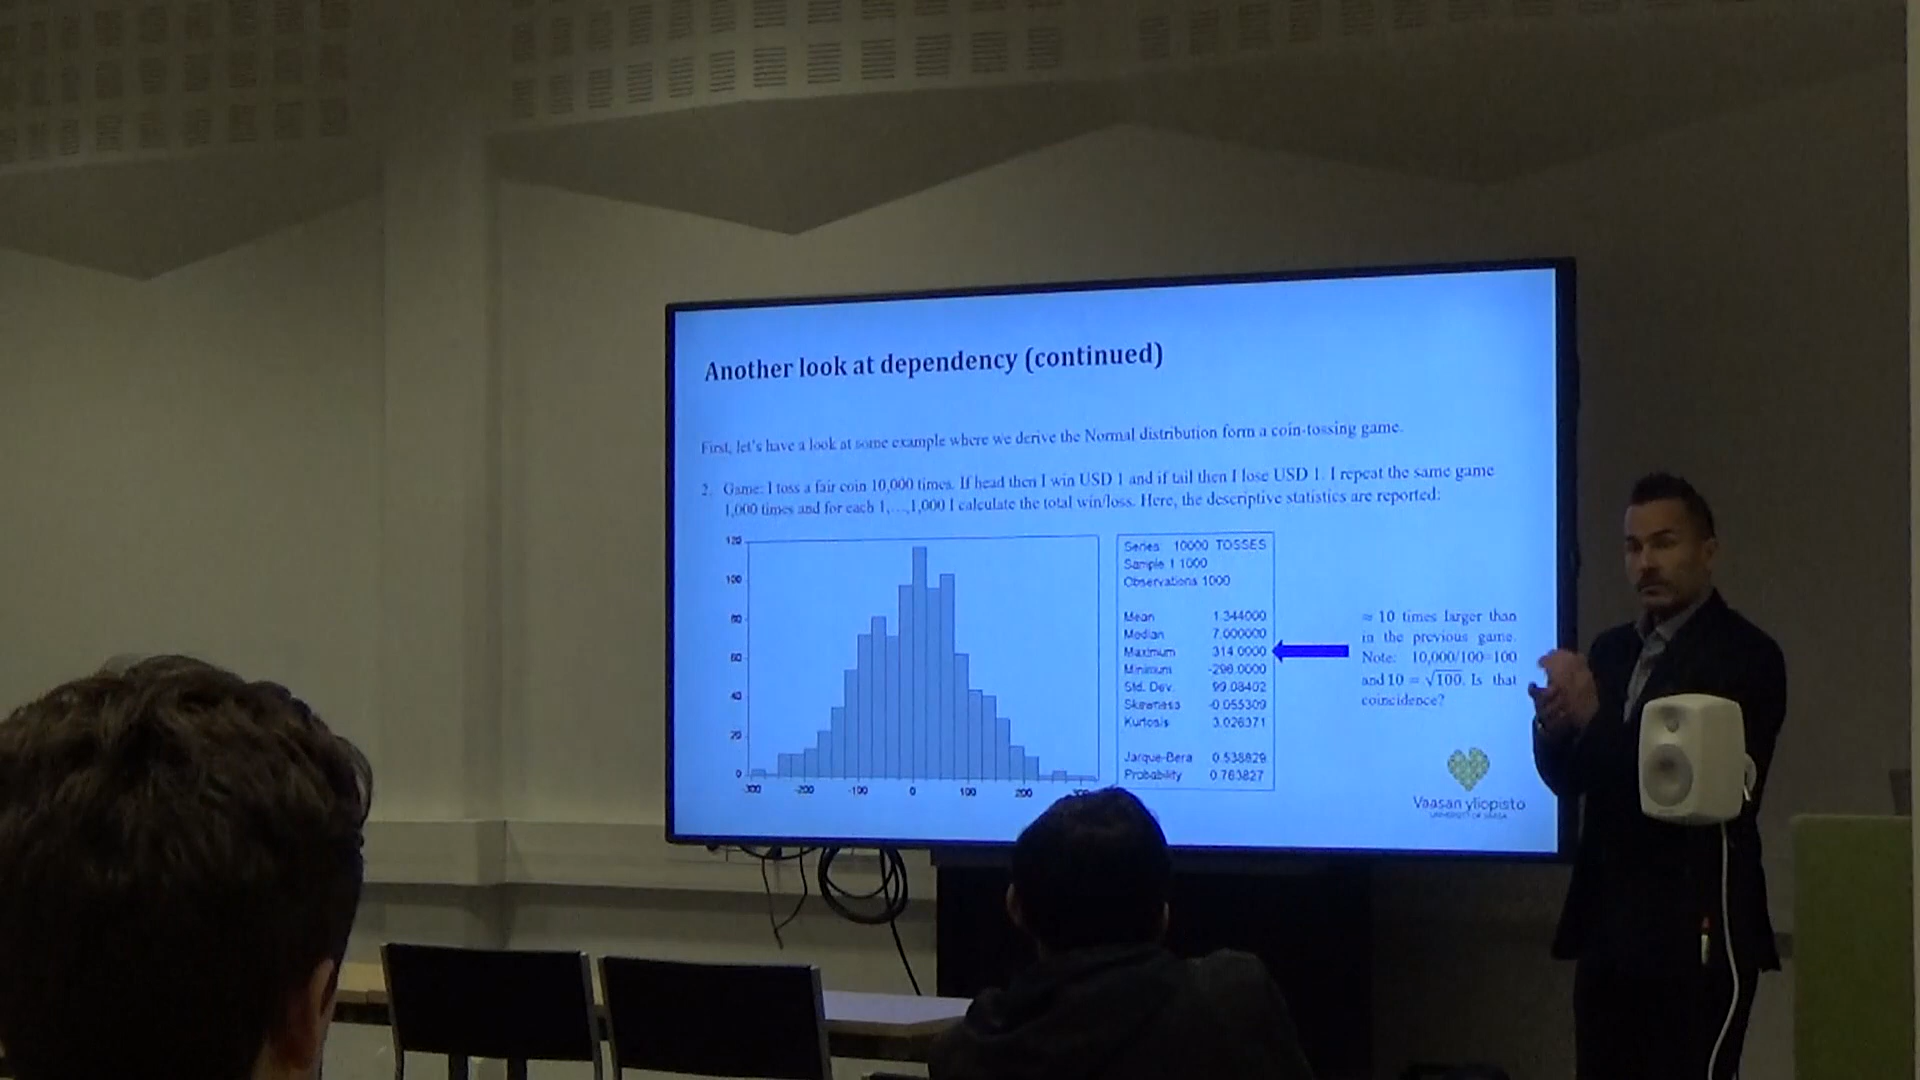 Another look at dependency (continued)
First, let's have a look at some example where we derive the Normal distribution form a coin-tossing game.
2. Game: I toss a fair coin 10,000 times. If head then I win USD 1 and if tail then I lose USD 1. I repeat the same game
1,000 times and for each 1,…,1,000 I calculate the total win/loss. Here, the descriptive statistics are reported:
120
100
80
60
40
20
0
-300 -200 -100 0 100 200
Series: 10000 TOSSES
Sample 1 1000
Observations 1000
Mean 1.344000
Median 7.000000
Maximum 314.0000
Minimum -296.0000
Std. Dev. 99.08402
Skewness -0.055309
Kurtosis 3.026371
Jarque-Bera 0.538829
Probability 0.763827
≈ 10 times larger than
in the previous game.
Note: 10,000/100=100
and 10 = √100. Is that
coincidence?
Vaasan yliopisto
UNIVERSITY OF VAASA